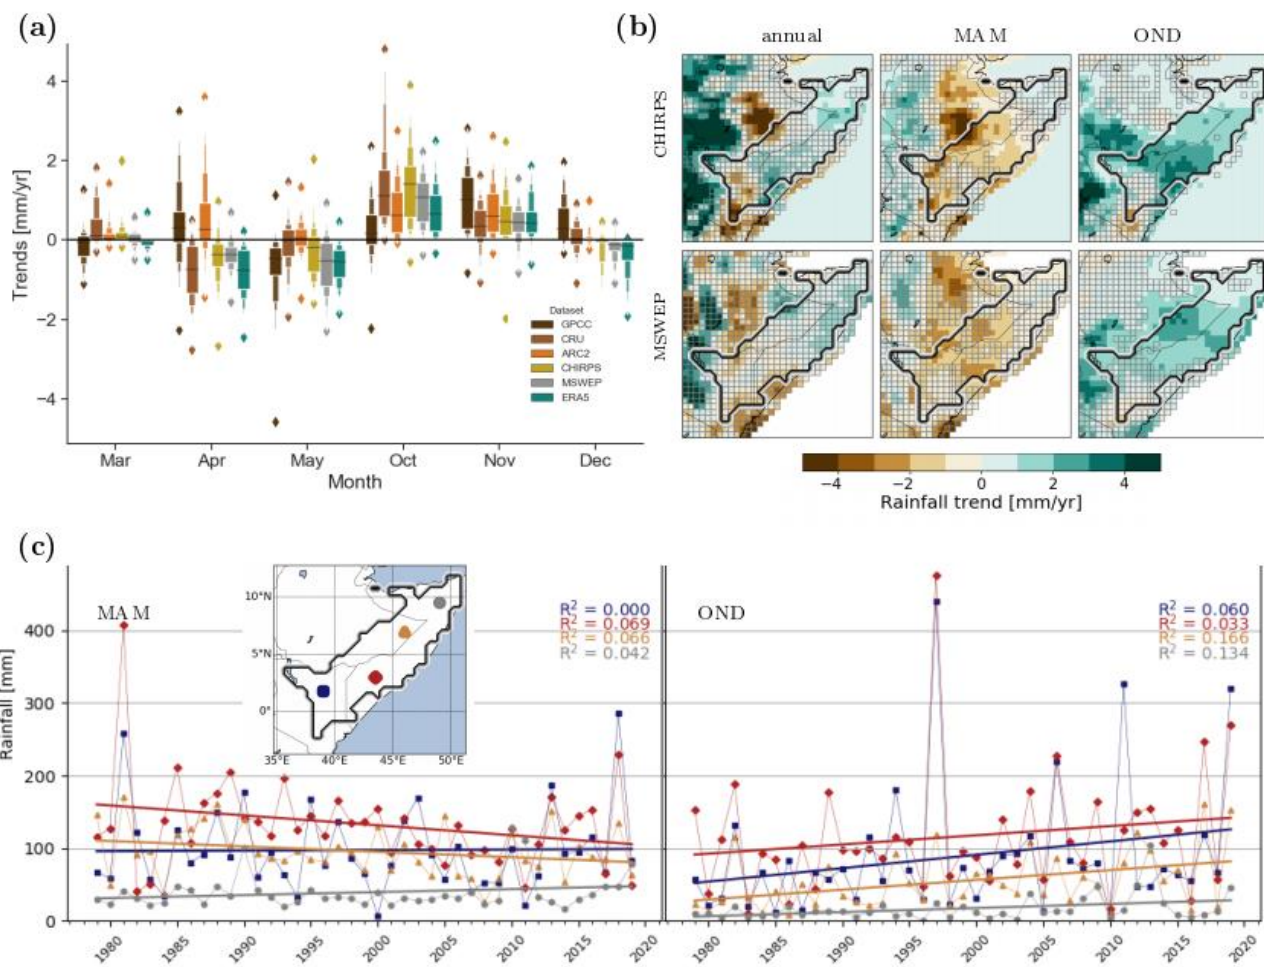 (a)
Trends [mm/yr]
4
2
0
−2
−4
Mar Apr May Oct Nov Dec
Month
Dataset
GPCC
CRU
ARC2
CHIRPS
MSWEP
ERA5
(b)
annual MAM OND
CHIRPS
MSWEP
−4 −2 0 2 4
Rainfall trend [mm/yr]
(c)
Rainfall [mm]
400
300
200
100
0
MAM
10°N
5°N
0°
35°E 40°E 45°E 50°E
R² = 0.000
R² = 0.069
R² = 0.066
R² = 0.042
1980 1985 1990 1995 2000 2005 2010 2015 2020
OND
R² = 0.060
R² = 0.033
R² = 0.166
R² = 0.134
1980 1985 1990 1995 2000 2005 2010 2015 2020